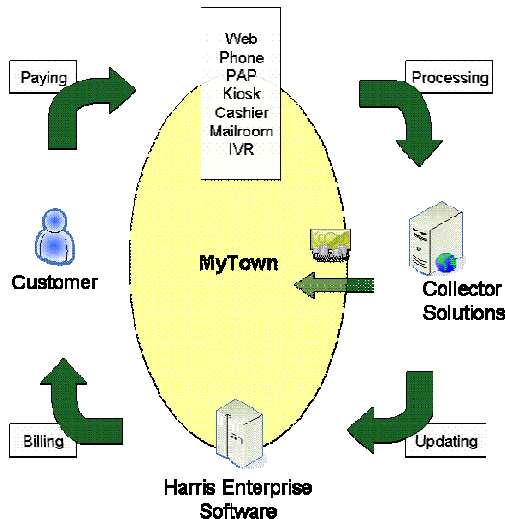 Web
Phone
PAP
Kiosk
Cashier
Mailroom
IVR
Paying
Processing
Customer
MyTown
Collector
Solutions
Billing
Updating
Harris Enterprise
Software